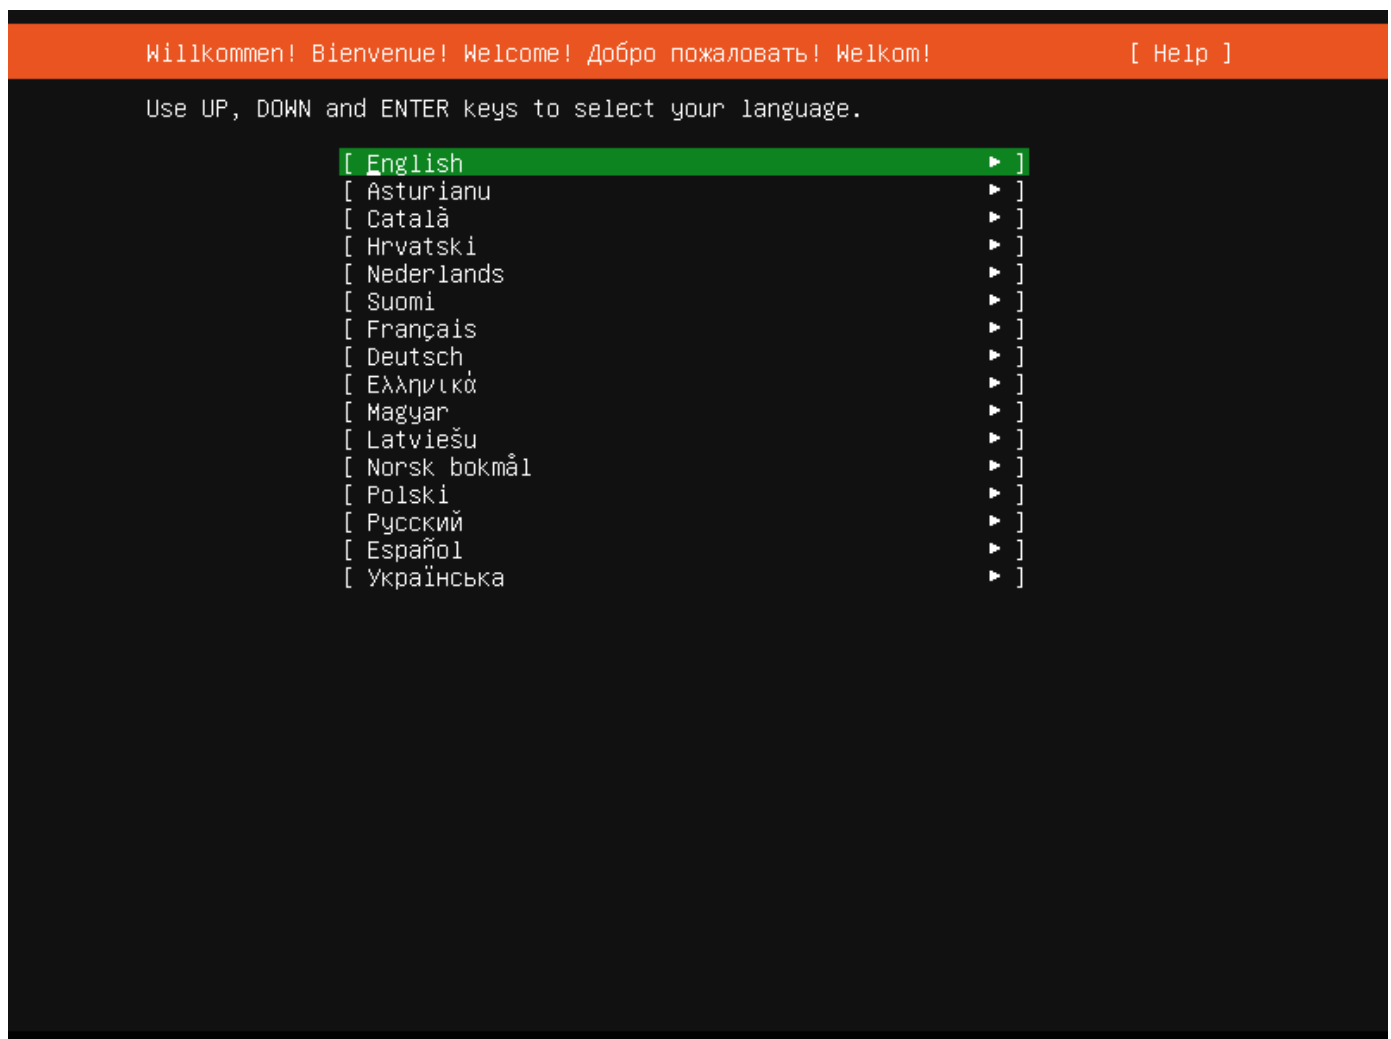 Willkommen! Bienvenue! Welcome! Добро пожаловать! Welkom! [ Help ]
Use UP, DOWN and ENTER keys to select your language.
[ English ► ]
[ Asturianu ► ]
[ Català ► ]
[ Hrvatski ► ]
[ Nederlands ► ]
[ Suomi ► ]
[ Français ► ]
[ Deutsch ► ]
[ Ελληνικά ► ]
[ Magyar ► ]
[ Latviešu ► ]
[ Norsk bokmål ► ]
[ Polski ► ]
[ Русский ► ]
[ Español ► ]
[ Українська ► ]